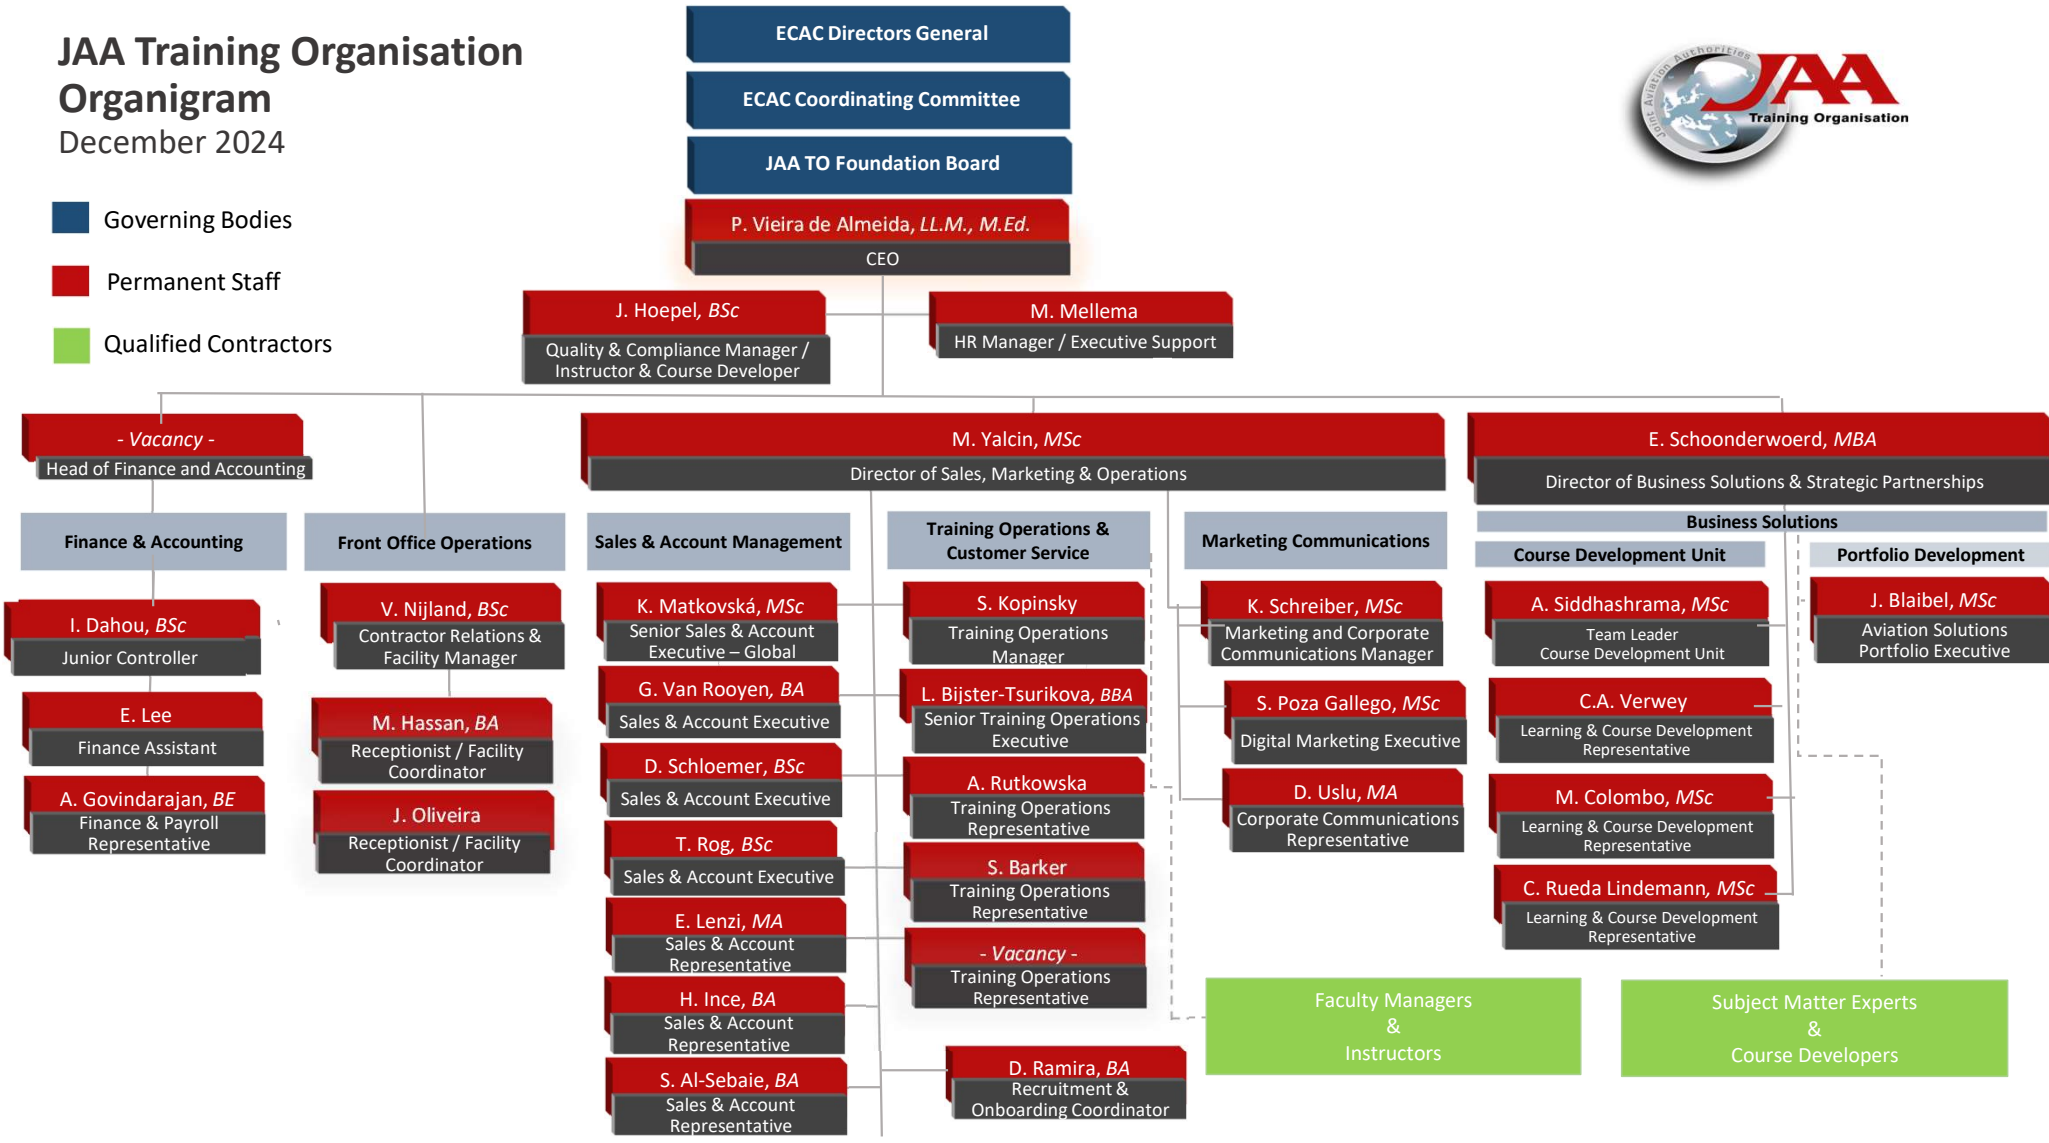 JAA Training Organisation
Organigram
December 2024
Governing Bodies
Permanent Staff
Qualified Contractors
ECAC Directors General
ECAC Coordinating Committee
JAA TO Foundation Board
P. Vieira de Almeida, LL.M., M.Ed.
CEO
Joint Aviation Authorities
JAA
Training Organisation
J. Hoepel, BSc
Quality & Compliance Manager /
Instructor & Course Developer
M. Mellema
HR Manager / Executive Support
- Vacancy -
Head of Finance and Accounting
M. Yalcin, MSc
Director of Sales, Marketing & Operations
E. Schoonderwoerd, MBA
Director of Business Solutions & Strategic Partnerships
Finance & Accounting
I. Dahou, BSc
Junior Controller
E. Lee
Finance Assistant
A. Govindarajan, BE
Finance & Payroll
Representative
Front Office Operations
V. Nijland, BSc
Contractor Relations &
Facility Manager
M. Hassan, BA
Receptionist / Facility
Coordinator
J. Oliveira
Receptionist / Facility
Coordinator
Sales & Account Management
K. Matkovská, MSc
Senior Sales & Account
Executive – Global
G. Van Rooyen, BA
Sales & Account Executive
D. Schloemer, BSc
Sales & Account Executive
T. Rog, BSc
Sales & Account Executive
E. Lenzi, MA
Sales & Account
Representative
H. Ince, BA
Sales & Account
Representative
S. Al-Sebaie, BA
Sales & Account
Representative
Training Operations &
Customer Service
S. Kopinsky
Training Operations
Manager
L. Bijster-Tsurikova, BBA
Senior Training Operations
Executive
A. Rutkowska
Training Operations
Representative
S. Barker
Training Operations
Representative
- Vacancy -
Training Operations
Representative
D. Ramira, BA
Recruitment &
Onboarding Coordinator
Marketing Communications
K. Schreiber, MSc
Marketing and Corporate
Communications Manager
S. Poza Gallego, MSc
Digital Marketing Executive
D. Uslu, MA
Corporate Communications
Representative
Faculty Managers
&
Instructors
Business Solutions
Course Development Unit
A. Siddhashrama, MSc
Team Leader
Course Development Unit
C.A. Verwey
Learning & Course Development
Representative
M. Colombo, MSc
Learning & Course Development
Representative
C. Rueda Lindemann, MSc
Learning & Course Development
Representative
Portfolio Development
J. Blaibel, MSc
Aviation Solutions
Portfolio Executive
Subject Matter Experts
&
Course Developers